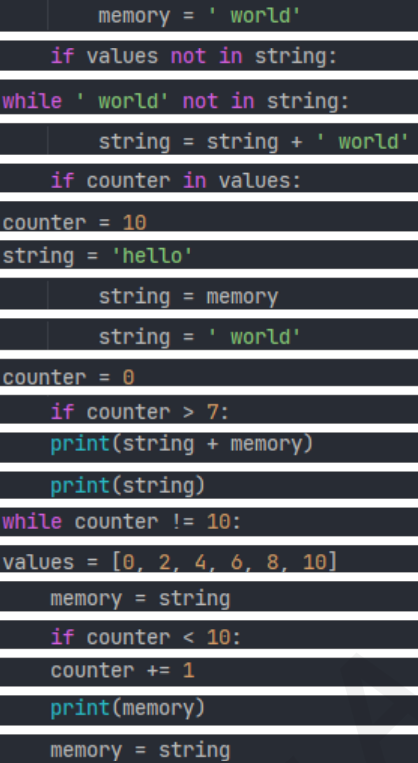 memory = ' world'
    if values not in string:
while ' world' not in string:
        string = string + ' world'
    if counter in values:
counter = 10
string = 'hello'
        string = memory
        string = ' world'
counter = 0
    if counter > 7:
    print(string + memory)
    print(string)
while counter != 10:
values = [0, 2, 4, 6, 8, 10]
    memory = string
    if counter < 10:
    counter += 1
    print(memory)
    memory = string